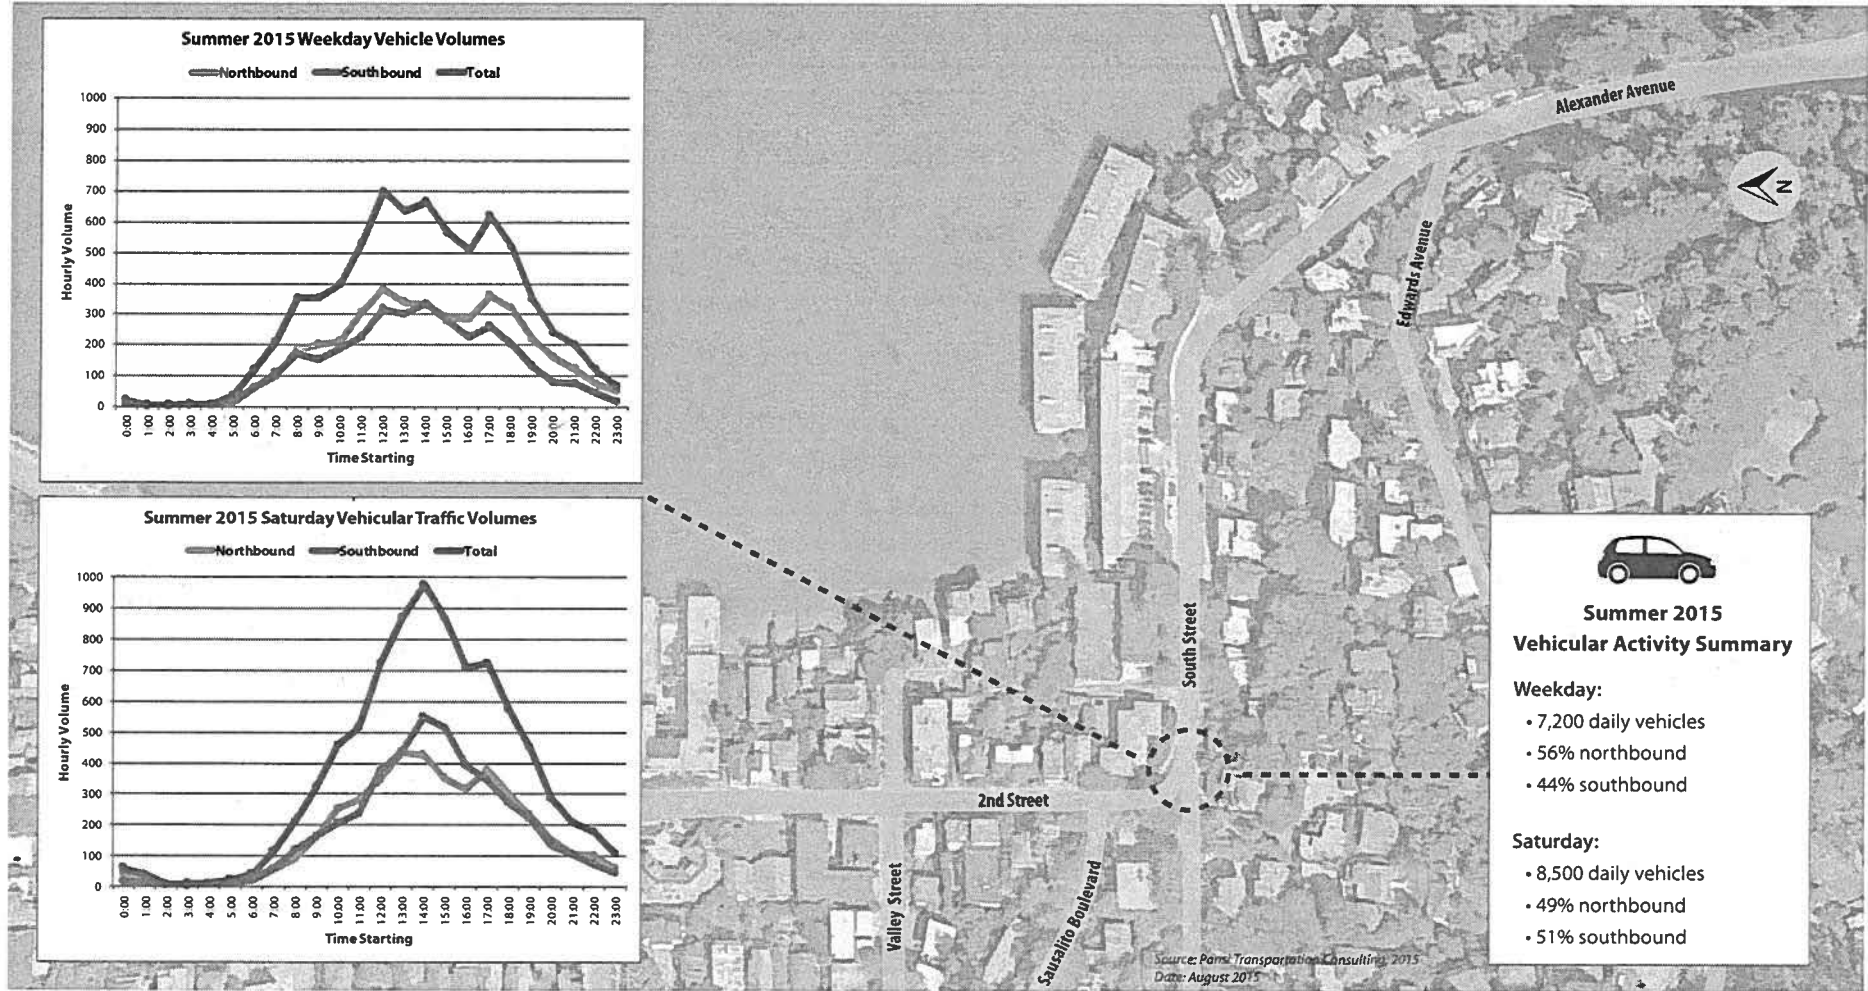 Summer 2015 Weekday Vehicle Volumes
Northbound Southbound Total
1000
900
800
700
600
500
400
300
200
100
0
Hourly Volume
0:00 1:00 2:00 3:00 4:00 5:00 6:00 7:00 8:00 9:00 10:00 11:00 12:00 13:00 14:00 15:00 16:00 17:00 18:00 19:00 20:00 21:00 22:00 23:00
Time Starting
Summer 2015 Saturday Vehicular Traffic Volumes
Northbound Southbound Total
1000
900
800
700
600
500
400
300
200
100
0
Hourly Volume
0:00 1:00 2:00 3:00 4:00 5:00 6:00 7:00 8:00 9:00 10:00 11:00 12:00 13:00 14:00 15:00 16:00 17:00 18:00 19:00 20:00 21:00 22:00 23:00
Time Starting
Alexander Avenue
N
Edwards Avenue
South Street
2nd Street
Valley Street
Sausalito Boulevard
Summer 2015
Vehicular Activity Summary
Weekday:
• 7,200 daily vehicles
• 56% northbound
• 44% southbound
Saturday:
• 8,500 daily vehicles
• 49% northbound
• 51% southbound
Source: Parisi Transportation Consulting, 2015
Date: August 2015